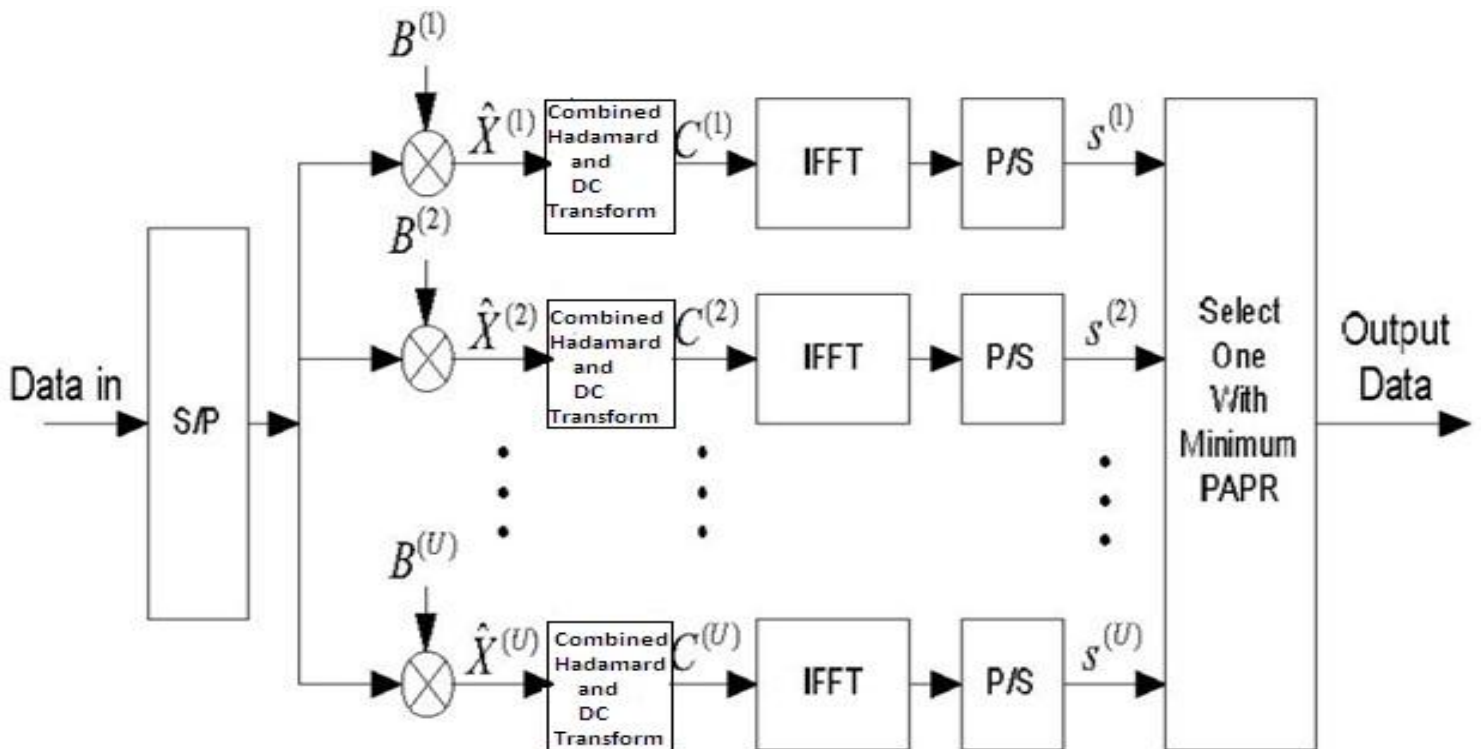 B^(1)
X̂^(1)
Combined
Hadamard
and
DC
Transform
C^(1)
IFFT
P/S
s^(1)
B^(2)
X̂^(2)
Combined
Hadamard
and
DC
Transform
C^(2)
IFFT
P/S
s^(2)
Data in
S/P
Select
One
With
Minimum
PAPR
Output
Data
B^(U)
X̂^(U)
Combined
Hadamard
and
DC
Transform
C^(U)
IFFT
P/S
s^(U)